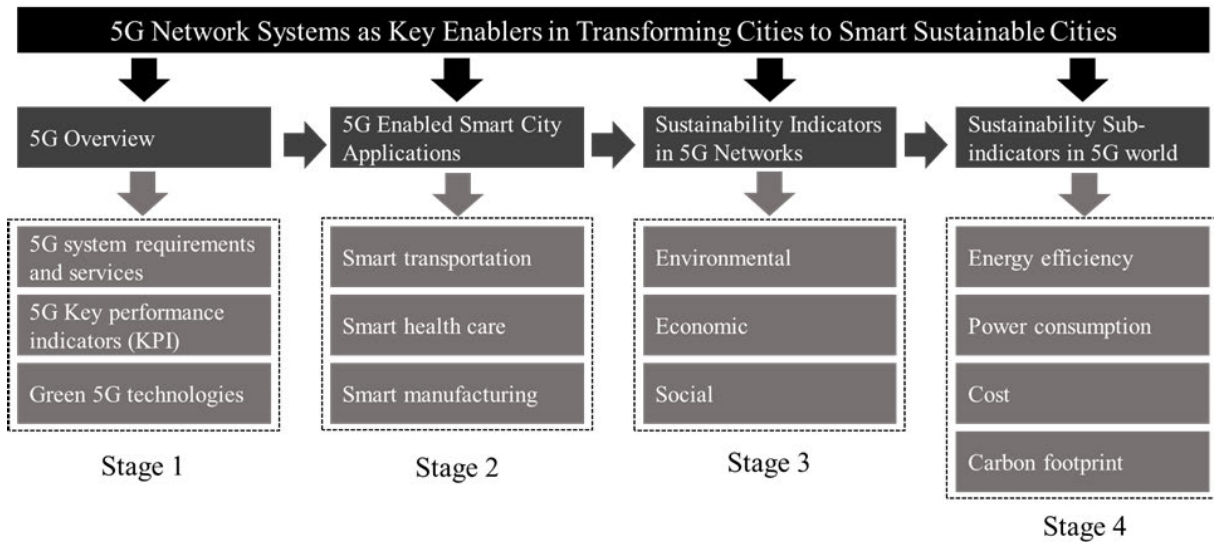 5G Network Systems as Key Enablers in Transforming Cities to Smart Sustainable Cities
5G Overview
5G system requirements
and services
5G Key performance
indicators (KPI)
Green 5G technologies
Stage 1
5G Enabled Smart City
Applications
Smart transportation
Smart health care
Smart manufacturing
Stage 2
Sustainability Indicators
in 5G Networks
Environmental
Economic
Social
Stage 3
Sustainability Sub-
indicators in 5G world
Energy efficiency
Power consumption
Cost
Carbon footprint
Stage 4